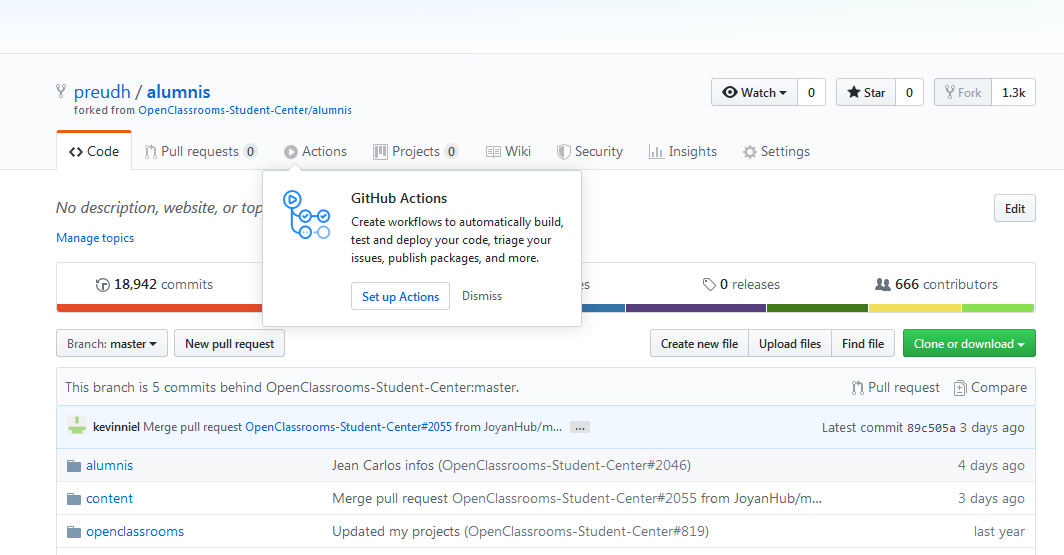 preudh / alumnis
forked from OpenClassrooms-Student-Center/alumnis
Watch 0 Star 0 Fork 1.3k
Code Pull requests 0 Actions Projects 0 Wiki Security Insights Settings
No description, website, or top
Edit
Manage topics
GitHub Actions
Create workflows to automatically build,
test and deploy your code, triage your
issues, publish packages, and more.
Set up Actions Dismiss
18,942 commits
0 releases
666 contributors
Branch: master New pull request
Create new file Upload files Find file Clone or download
This branch is 5 commits behind OpenClassrooms-Student-Center:master.
Pull request Compare
kevinniel Merge pull request OpenClassrooms-Student-Center#2055 from JoyanHub/m... ...
Latest commit 89c505a 3 days ago
alumnis Jean Carlos infos (OpenClassrooms-Student-Center#2046) 4 days ago
content Merge pull request OpenClassrooms-Student-Center#2055 from JoyanHub/m... 3 days ago
openclassrooms Updated my projects (OpenClassrooms-Student-Center#819) last year